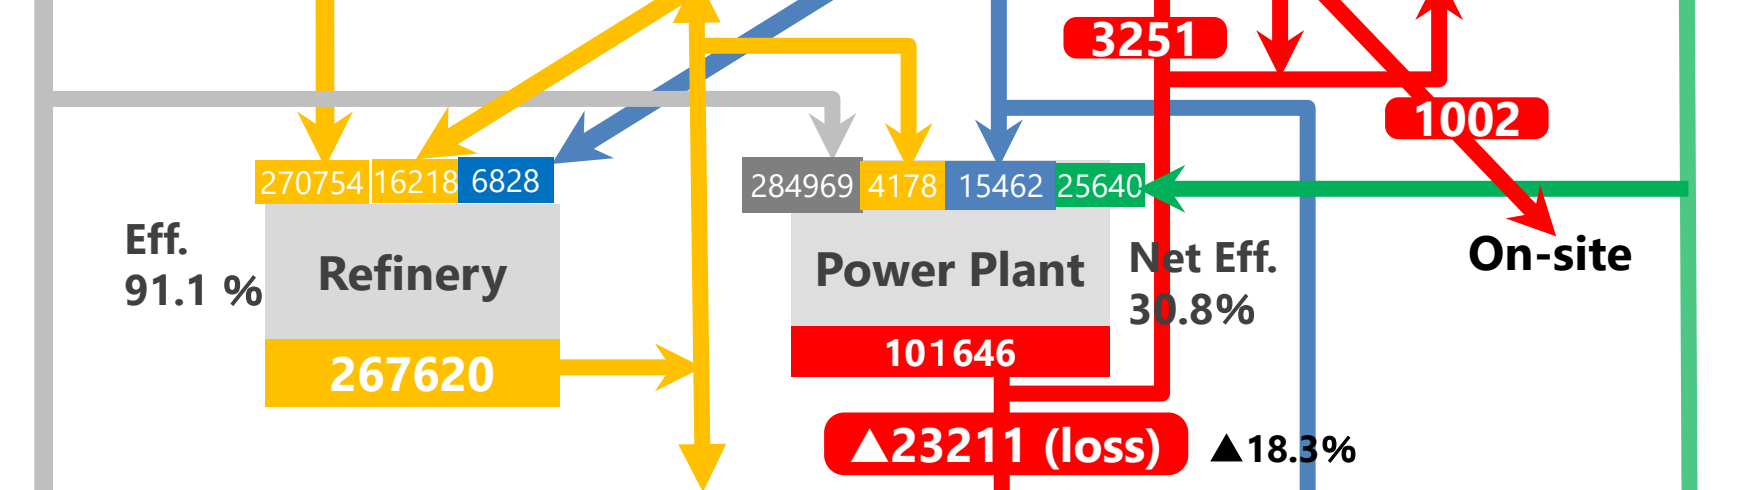 3251
1002
270754 16218 6828
284969 4178 15462 25640
Eff.
91.1 %
Refinery
Power Plant
Net Eff.
30.8%
On-site
267620
101646
▲23211 (loss)
▲18.3%